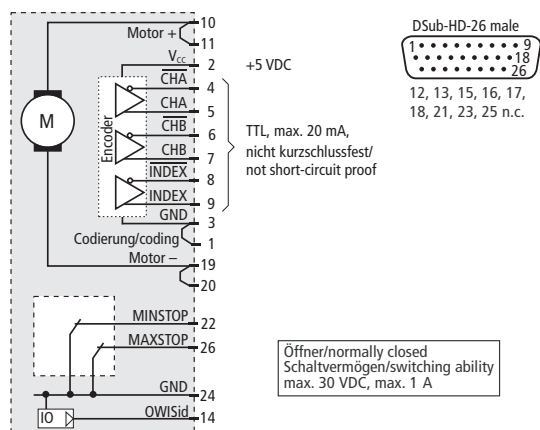 10
Motor +
11
V_CC
2
+5 VDC
CHA
4
CHA
5
CHB
6
CHB
7
INDEX
8
INDEX
9
GND
3
Codierung/coding
1
Motor –
19
20
M
Encoder
TTL, max. 20 mA,
nicht kurzschlussfest/
not short-circuit proof
DSub-HD-26 male
1
9
18
26
12, 13, 15, 16, 17,
18, 21, 23, 25 n.c.
MINSTOP
22
MAXSTOP
26
GND
24
IO
OWISid
14
Öffner/normally closed
Schaltvermögen/switching ability
max. 30 VDC, max. 1 A